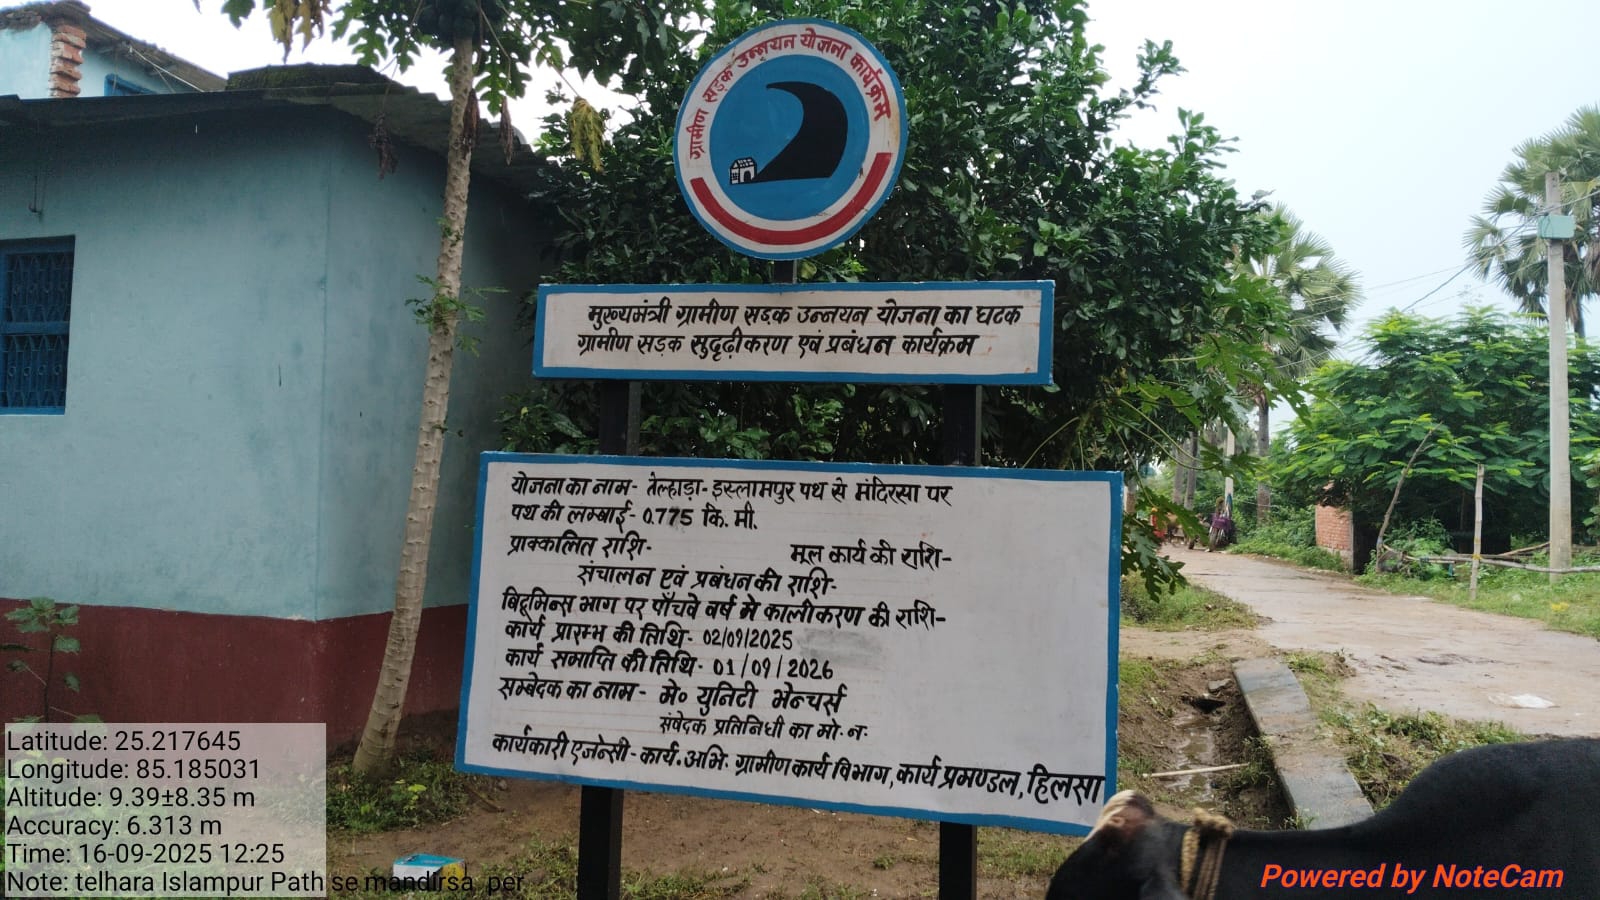 ग्रामीण सड़क उन्नयन योजना कार्यक्रम
मुख्यमंत्री ग्रामीण सड़क उन्नयन योजना का घटक
ग्रामीण सड़क सुदृढ़ीकरण एवं प्रबंधन कार्यक्रम
योजना का नाम- तेल्हाड़ा-इस्लामपुर पथ से मंदिरसा पर
पथ की लम्बाई- 0.775 कि.मी.
प्राक्कलित राशि- मूल कार्य की राशि-
संचालन एवं प्रबंधन की राशि-
बिटूमिन्स भाग पर पाँचवे वर्ष मे कालीकरण की राशि-
कार्य प्रारम्भ की तिथि- 02/09/2025
कार्य समाप्ति की तिथि- 01/09/2026
सम्बेदक का नाम- मे० युनिटी भेन्चर्स
संवेदक प्रतिनिधी का मो.न.
कार्यकारी एजेन्सी-कार्य.अभि. ग्रामीण कार्य विभाग,कार्य प्रमण्डल,हिलसा
Latitude: 25.217645
Longitude: 85.185031
Altitude: 9.39±8.35 m
Accuracy: 6.313 m
Time: 16-09-2025 12:25
Note: telhara Islampur Path se mandirsa per
Powered by NoteCam